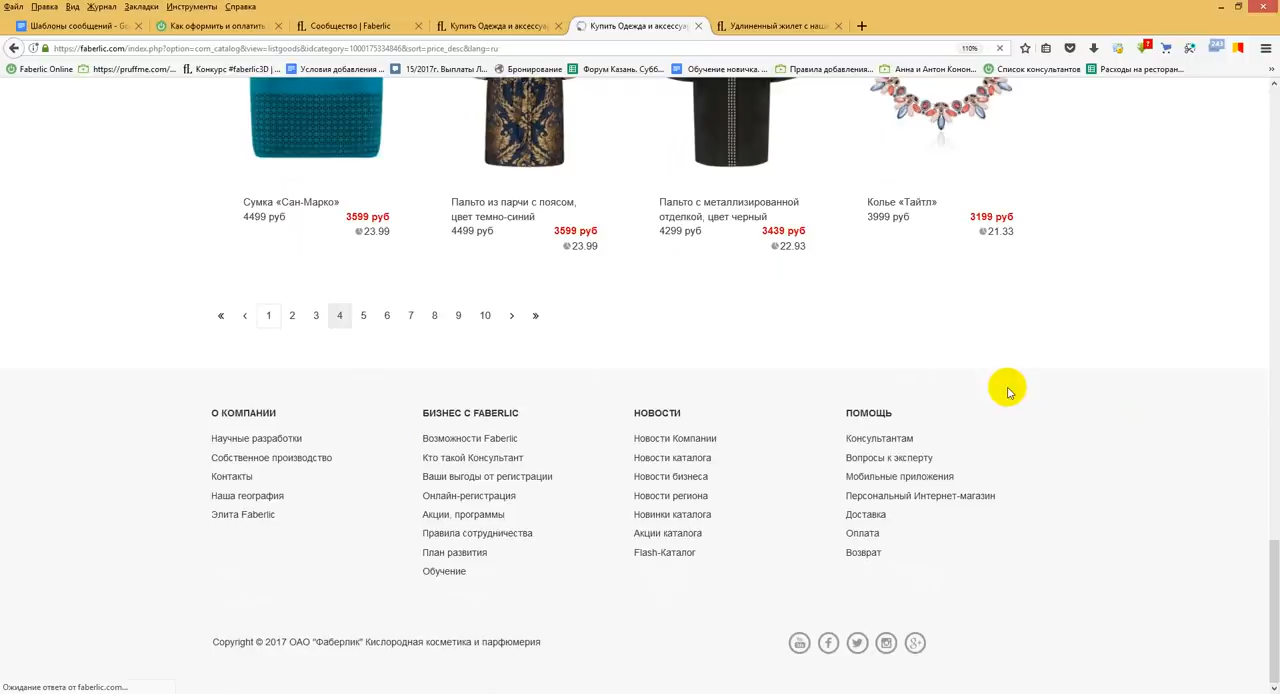 Файл Правка Вид Журнал Закладки Инструменты Справка
Шаблоны сообщений - Go Как оформить и оплатить Сообщество | Faberlic Купить Одежда и аксессуа Купить Одежда и аксессуа Удлиненный жилет с наш
https://faberlic.com/index.php?option=com_catalog&view=listgoods&idcategory=1000175334846&sort=price_desc&lang=ru 110% 243
Faberlic Online https://pruffme.com/... Конкурс #faberlic3D |... Условия добавления ... 15/2017г. Выплаты Л... Бронирование Форум Казань. Субб... Обучение новичка. ... Правила добавления... Анна и Антон Конон... Список консультантов Расходы на ресторан... »
Сумка «Сан-Марко» Пальто из парчи с поясом, Пальто с металлизированной Колье «Тайтл»
4499 руб 3599 руб цвет темно-синий отделкой, цвет черный 3999 руб 3199 руб
23.99 4499 руб 3599 руб 4299 руб 3439 руб 21.33
23.99 22.93
« ‹ 1 2 3 4 5 6 7 8 9 10 › »
О КОМПАНИИ БИЗНЕС С FABERLIC НОВОСТИ ПОМОЩЬ
Научные разработки Возможности Faberlic Новости Компании Консультантам
Собственное производство Кто такой Консультант Новости каталога Вопросы к эксперту
Контакты Ваши выгоды от регистрации Новости бизнеса Мобильные приложения
Наша география Онлайн-регистрация Новости региона Персональный Интернет-магазин
Элита Faberlic Акции, программы Новинки каталога Доставка
Правила сотрудничества Акции каталога Оплата
План развития Flash-Каталог Возврат
Обучение
Copyright © 2017 ОАО "Фаберлик" Кислородная косметика и парфюмерия
Ожидание ответа от faberlic.com...